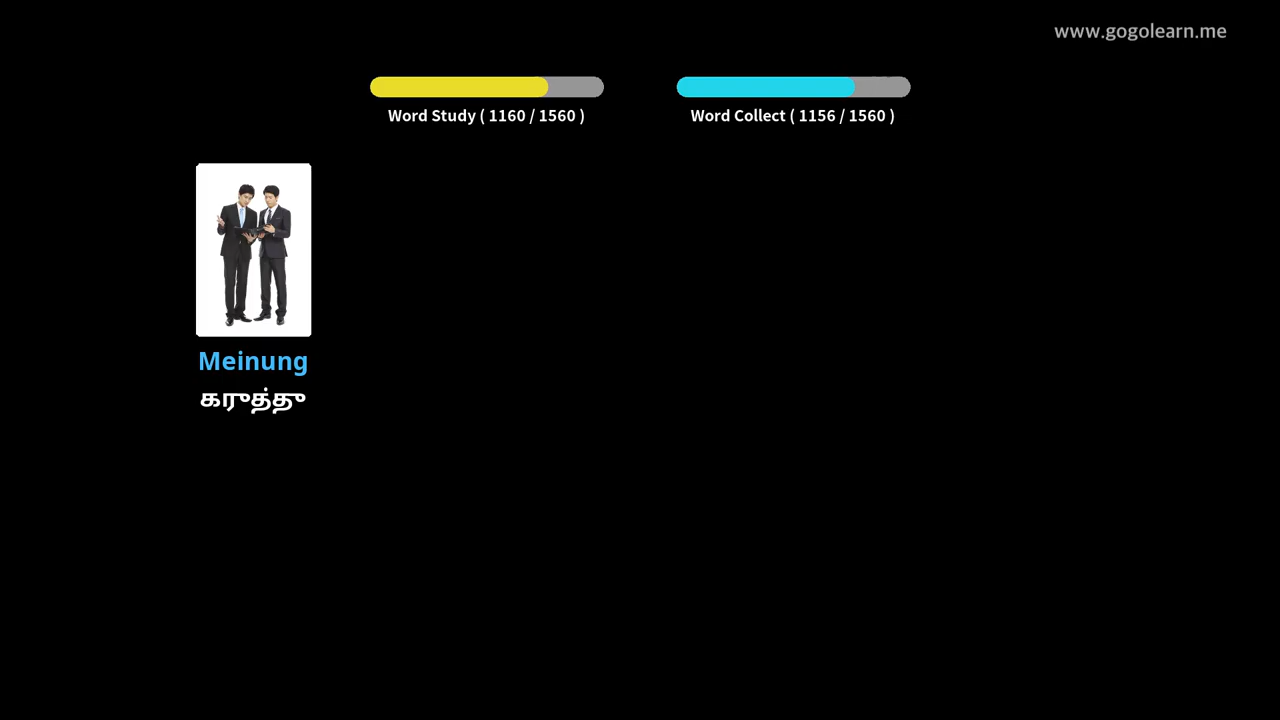 www.gogolearn.me
Word Study ( 1160 / 1560 )
Word Collect ( 1156 / 1560 )
Meinung
கருத்து